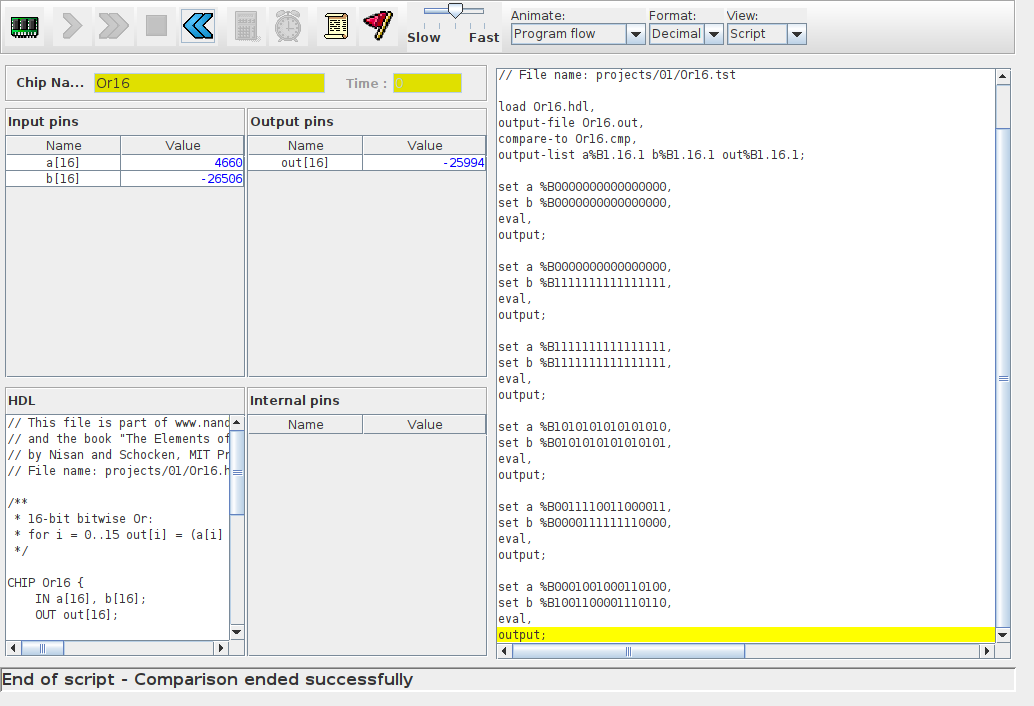 Slow
Fast
Animate:
Program flow
Format:
Decimal
View:
Script
Chip Na...
Or16
Time :
0
Input pins
Name
Value
a[16]
4660
b[16]
-26506
Output pins
Name
Value
out[16]
-25994
HDL
// This file is part of www.nand
// and the book "The Elements of
// by Nisan and Schocken, MIT Pr
// File name: projects/01/Or16.h
/**
* 16-bit bitwise Or:
* for i = 0..15 out[i] = (a[i]
*/
CHIP Or16 {
IN a[16], b[16];
OUT out[16];
Internal pins
Name
Value
// File name: projects/01/Or16.tst
load Or16.hdl,
output-file Or16.out,
compare-to Or16.cmp,
output-list a%B1.16.1 b%B1.16.1 out%B1.16.1;
set a %B0000000000000000,
set b %B0000000000000000,
eval,
output;
set a %B0000000000000000,
set b %B1111111111111111,
eval,
output;
set a %B1111111111111111,
set b %B1111111111111111,
eval,
output;
set a %B1010101010101010,
set b %B0101010101010101,
eval,
output;
set a %B0011110011000011,
set b %B0000111111110000,
eval,
output;
set a %B0001001000110100,
set b %B1001100001110110,
eval,
output;
End of script - Comparison ended successfully